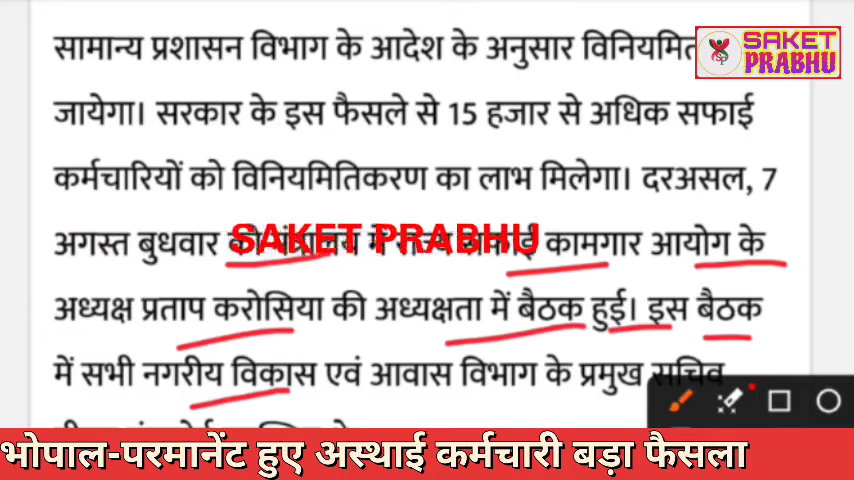 सामान्य प्रशासन विभाग के आदेश के अनुसार विनियमित
SAKET
PRABHU
जायेगा। सरकार के इस फैसले से 15 हजार से अधिक सफाई
कर्मचारियों को विनियमितिकरण का लाभ मिलेगा। दरअसल, 7
अगस्त बुधवार को मंत्रालय में राज्य सफाई कामगार आयोग के
SAKET PRABHU
अध्यक्ष प्रताप करोसिया की अध्यक्षता में बैठक हुई। इस बैठक
में सभी नगरीय विकास एवं आवास विभाग के प्रमुख सचिव
भोपाल-परमानेंट हुए अस्थाई कर्मचारी बड़ा फैसला